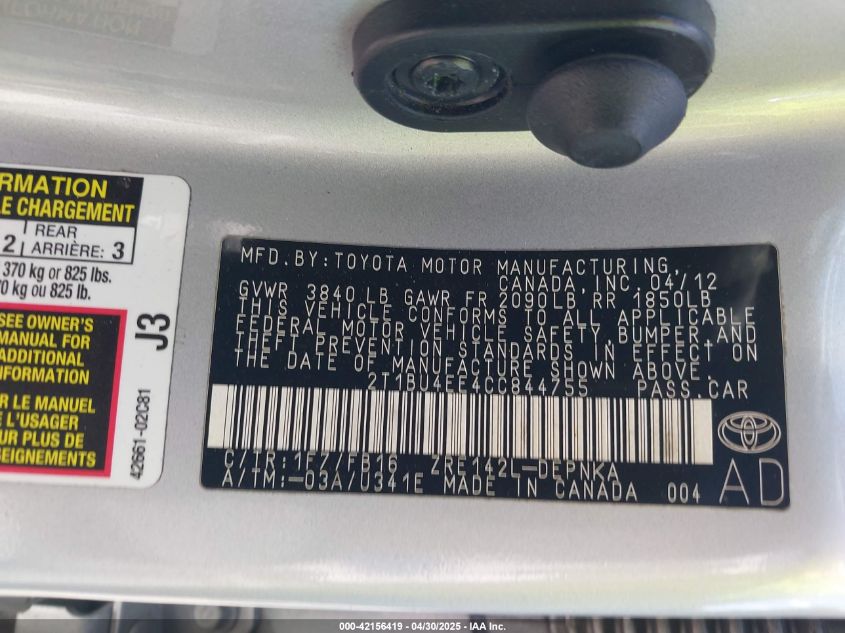 RMATION
E CHARGEMENT
2 REAR ARRIÈRE: 3
370 kg or 825 lbs.
70 kg ou 825 lb.
SEE OWNER'S
MANUAL FOR
ADDITIONAL
INFORMATION
R LE MANUEL
L'USAGER
UR PLUS DE
SEIGNEMENTS
J3
42661-02C81
MFD.BY:TOYOTA MOTOR MANUFACTURING,
CANADA, INC. 04/12
GVWR 3840LB GAWR FR 2090LB RR 1850LB
THIS VEHICLE CONFORMS TO ALL APPLICABLE
FEDERAL MOTOR VEHICLE SAFETY, BUMPER, AND
THEFT PREVENTION STANDARDS IN EFFECT ON
THE DATE OF MANUFACTURE SHOWN ABOVE.
2T1BU4EE4CC844755 PASS.CAR
C/TR:1F7/FB16 ZRE142L-DEPNKA
A/TM:-03A/U341E MADE IN CANADA 004
AD
000-42156419 - 04/30/2025 - IAA Inc.